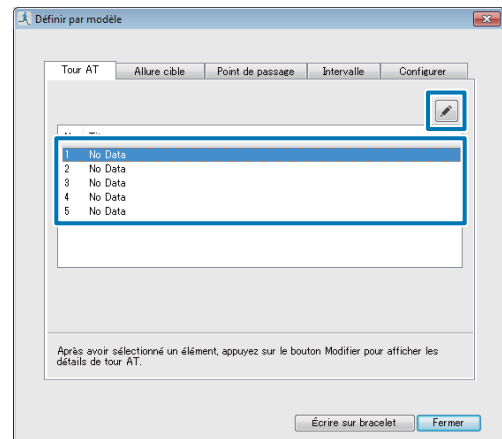 Définir par modèle
Tour AT Allure cible Point de passage Intervalle Configurer
1 No Data
2 No Data
3 No Data
4 No Data
5 No Data
Après avoir sélectionné un élément, appuyez sur le bouton Modifier pour afficher les
détails de tour AT.
Écrire sur bracelet Fermer